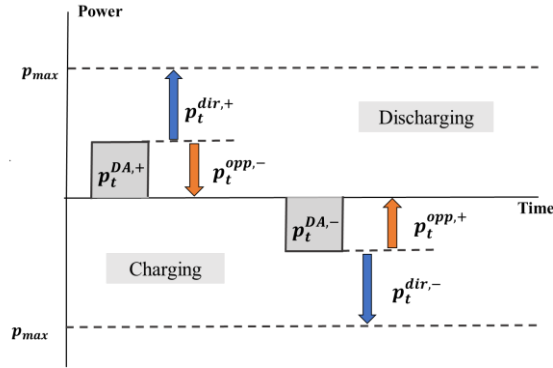 Power
p_max
p_t^{dir,+}
Discharging
p_t^{DA,+}
p_t^{opp,-}
Time
p_t^{DA,-}
p_t^{opp,+}
Charging
p_t^{dir,-}
p_max